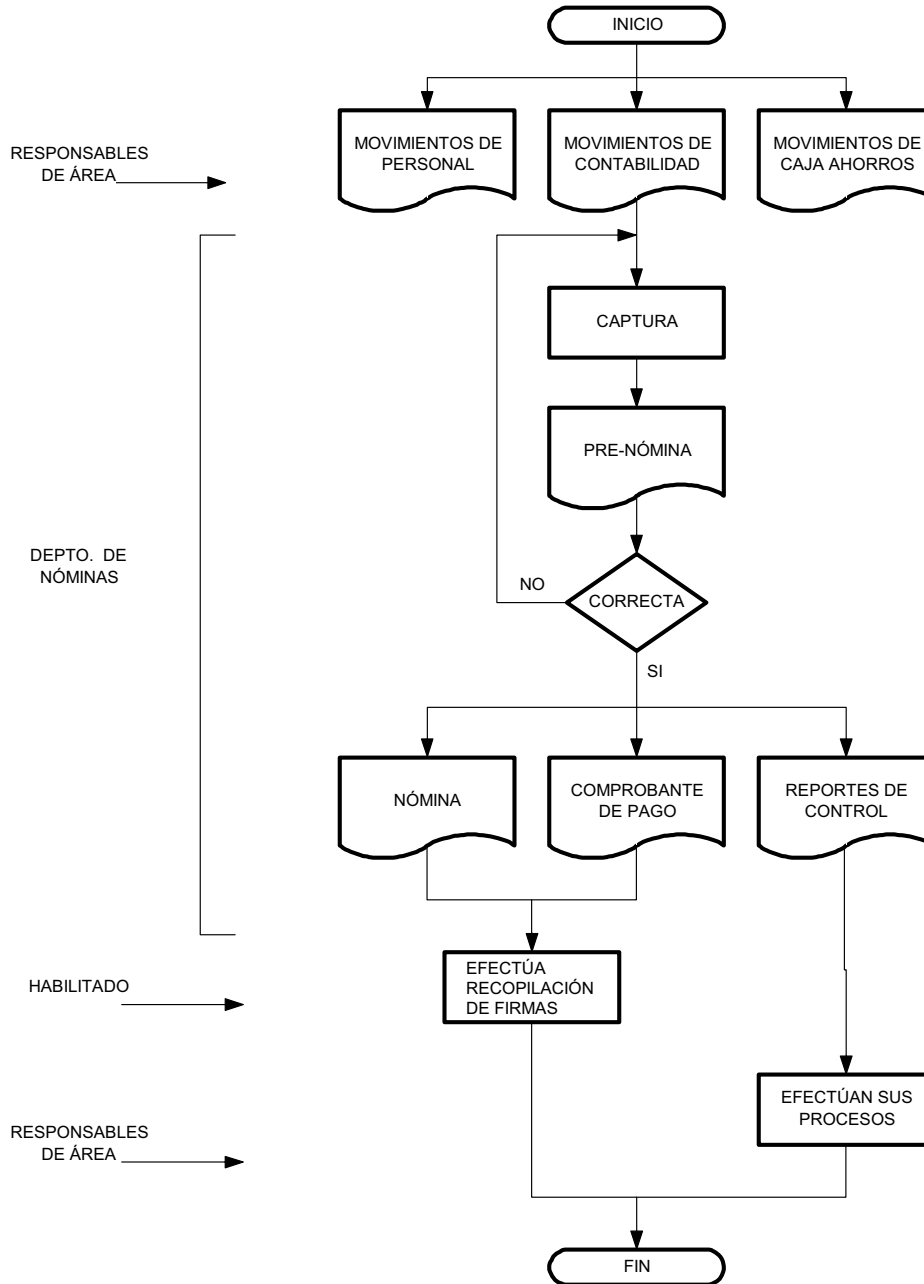 INICIO
MOVIMIENTOS DE
PERSONAL
MOVIMIENTOS DE
CONTABILIDAD
MOVIMIENTOS DE
CAJA AHORROS
RESPONSABLES
DE ÁREA
CAPTURA
PRE-NÓMINA
DEPTO. DE
NÓMINAS
NO
CORRECTA
SI
NÓMINA
COMPROBANTE
DE PAGO
REPORTES DE
CONTROL
HABILITADO
EFECTÚA
RECOPILACIÓN
DE FIRMAS
EFECTÚAN SUS
PROCESOS
RESPONSABLES
DE ÁREA
FIN